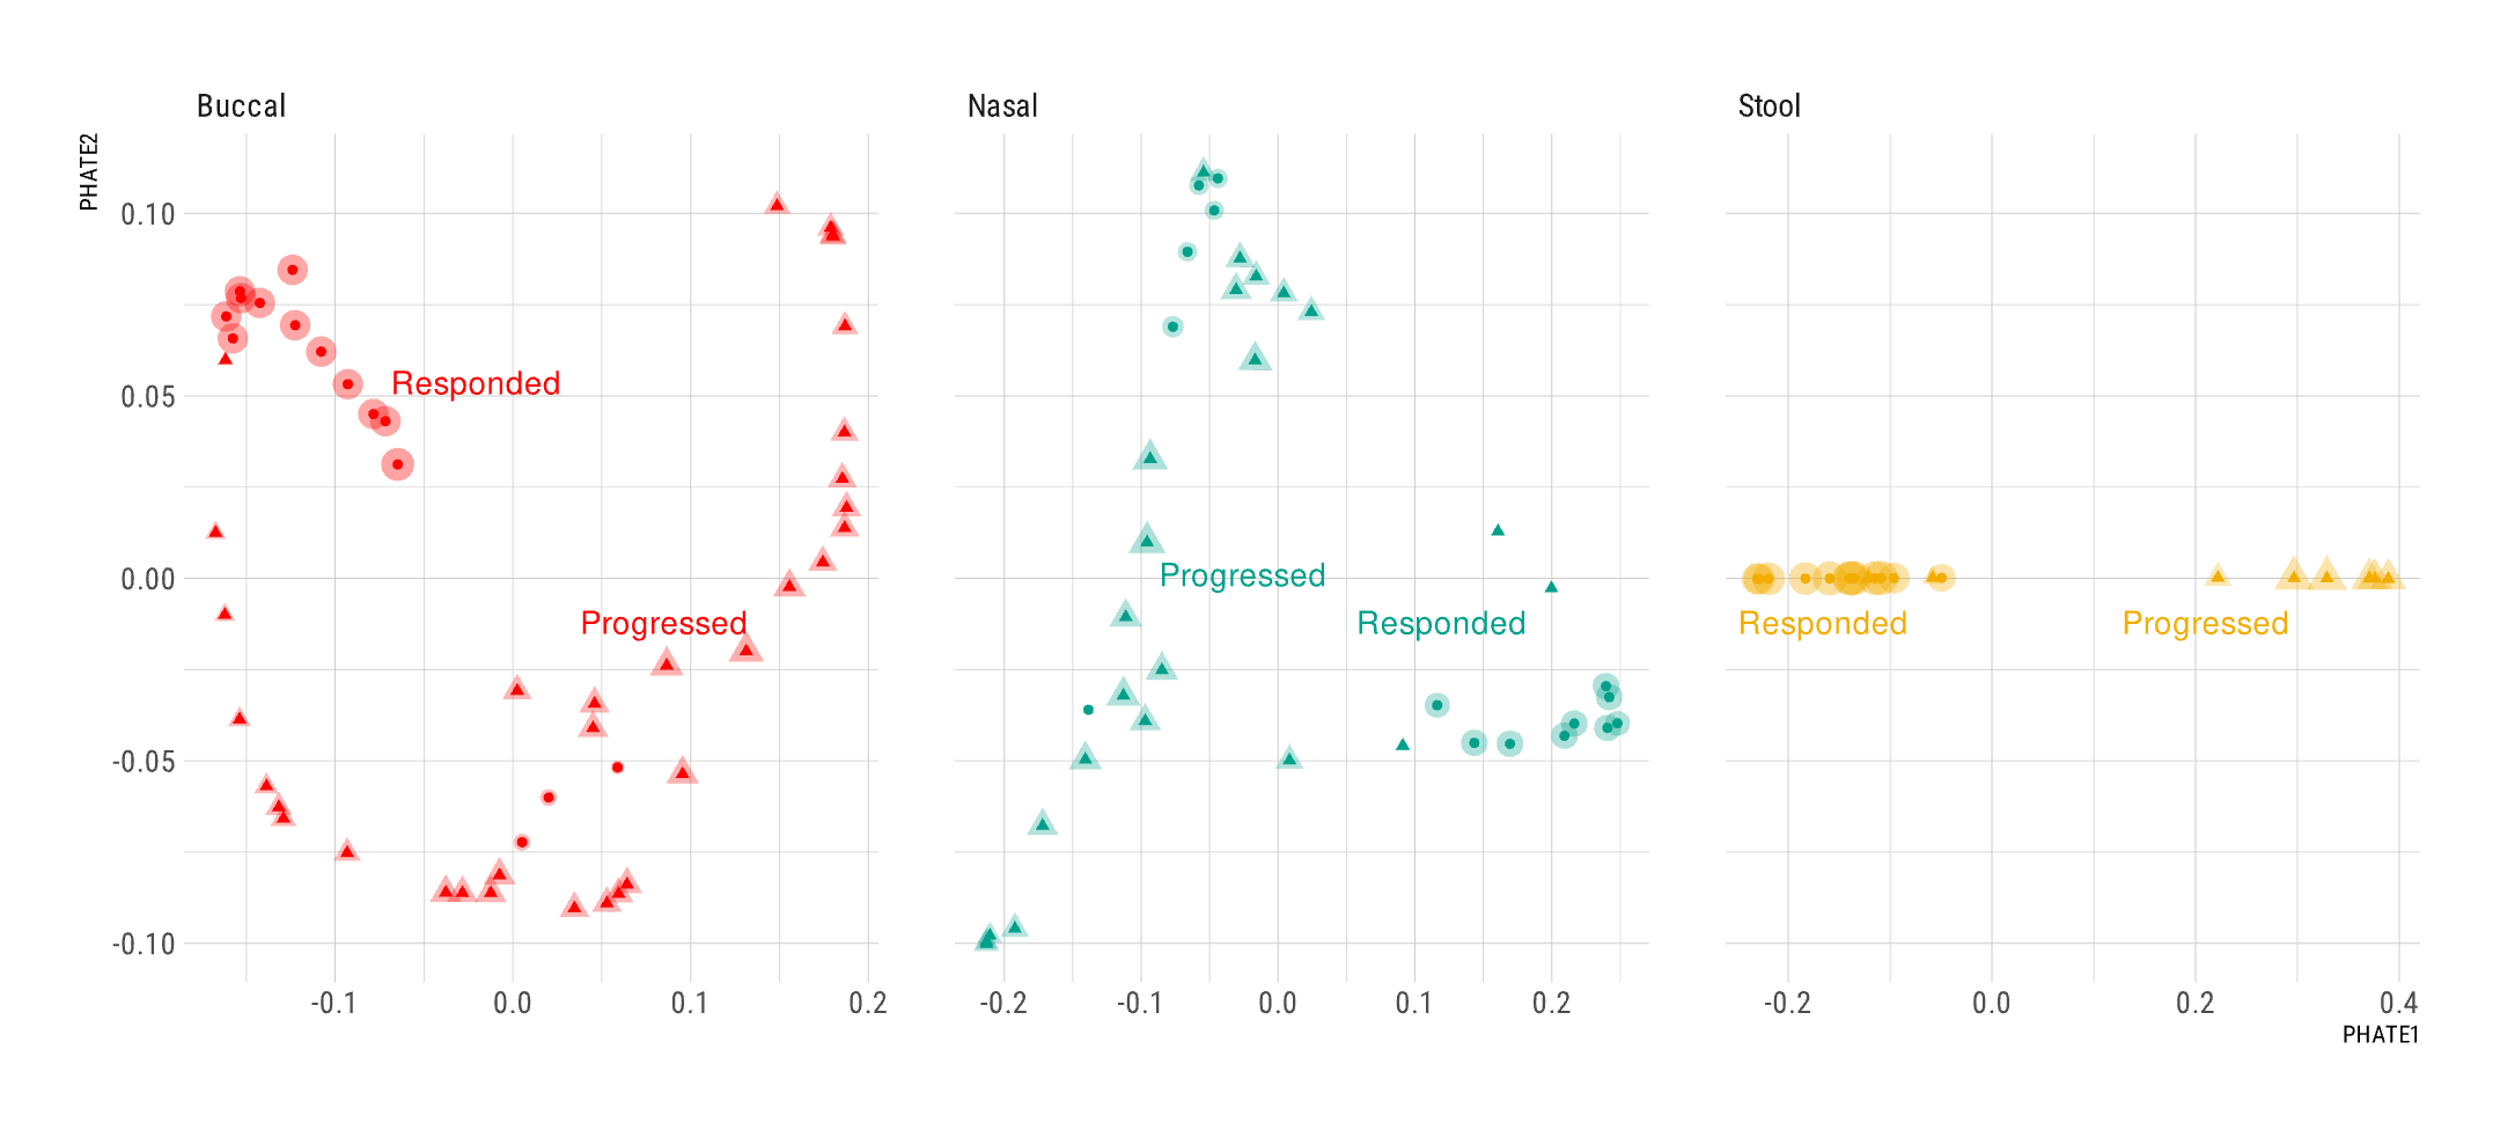 Buccal
Nasal
Stool
PHATE2
0.10
0.05
0.00
-0.05
-0.10
Responded
Progressed
Progressed
Responded
Responded
Progressed
-0.1
0.0
0.1
0.2
-0.2
-0.1
0.0
0.1
0.2
-0.2
0.0
0.2
0.4
PHATE1